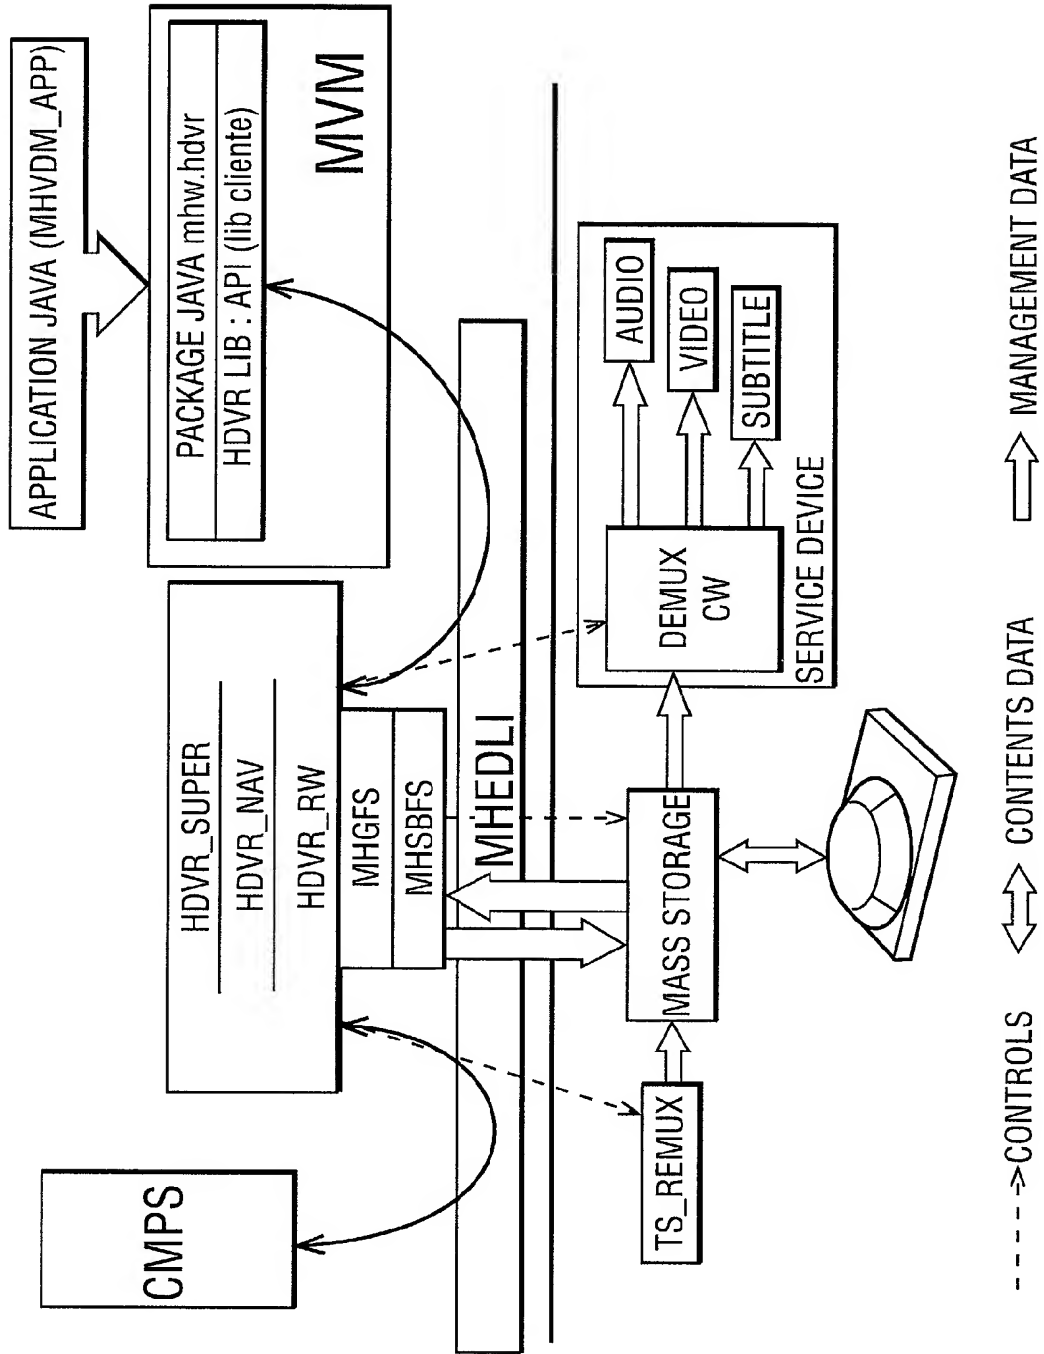 APPLICATION JAVA (MHVDM_APP)
PACKAGE JAVA mhw.hdvr
HDVR LIB : API (lib cliente)
MVM
HDVR_SUPER
HDVR_NAV
HDVR_RW
MHGFS
MHSBFS
CMPS
MHEDLI
TS_REMUX
MASS STORAGE
DEMUX
CW
AUDIO
VIDEO
SUBTITLE
SERVICE DEVICE
CONTROLS
CONTENTS DATA
MANAGEMENT DATA